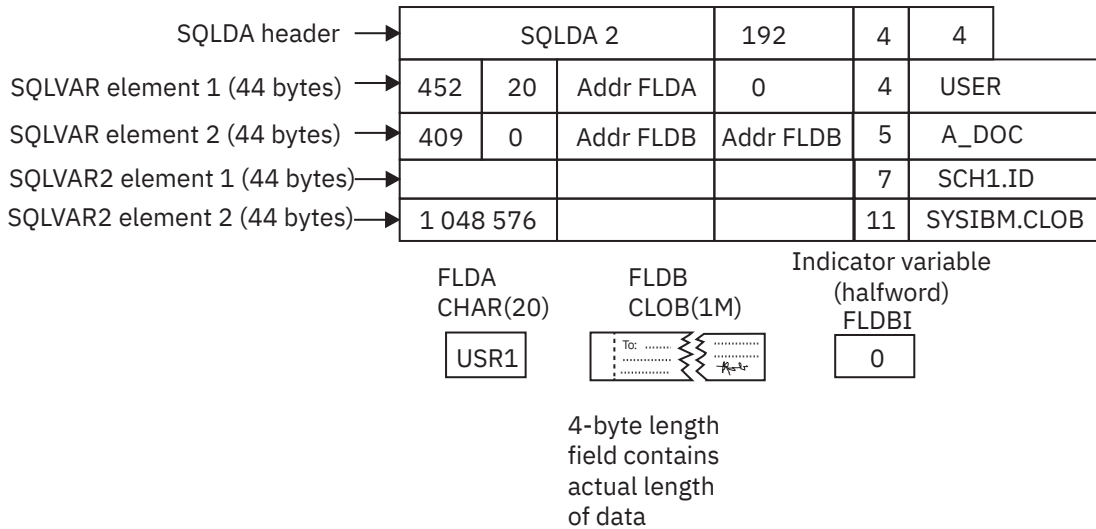 SQLDA header SQLDA 2 192 4 4
SQLVAR element 1 (44 bytes) 452 20 Addr FLDA 0 4 USER
SQLVAR element 2 (44 bytes) 409 0 Addr FLDB Addr FLDB 5 A_DOC
SQLVAR2 element 1 (44 bytes) 7 SCH1.ID
SQLVAR2 element 2 (44 bytes) 1 048 576 11 SYSIBM.CLOB
FLDA
CHAR(20)
USR1
FLDB
CLOB(1M)
To:
Indicator variable
(halfword)
FLDBI
0
4-byte length
field contains
actual length
of data